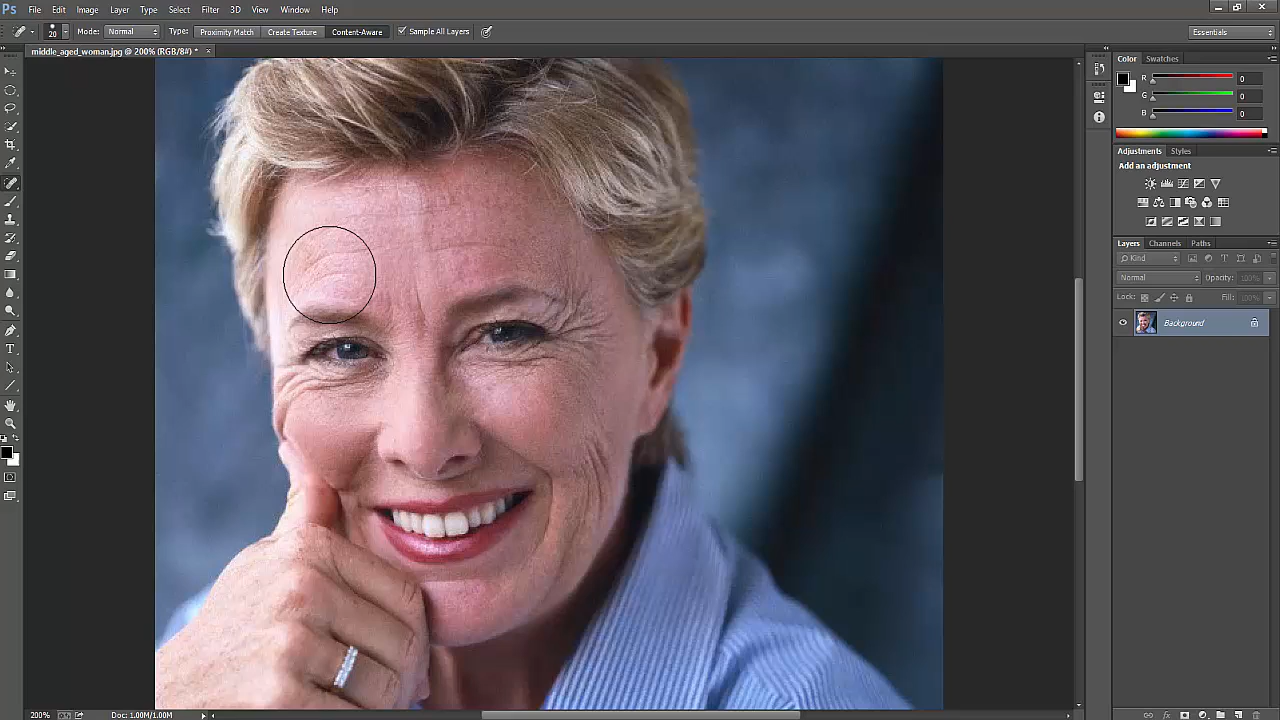 Ps File Edit Image Layer Type Select Filter 3D View Window Help
20 Mode: Normal Type: Proximity Match Create Texture Content-Aware Sample All Layers Essentials
middle_aged_woman.jpg @ 200% (RGB/8#) * ×
Color Swatches
R 0
G 0
B 0
Adjustments Styles
Add an adjustment
Layers Channels Paths
Kind
Normal Opacity: 100%
Lock: Fill: 100%
Background
200% Doc: 1.00M/1.00M